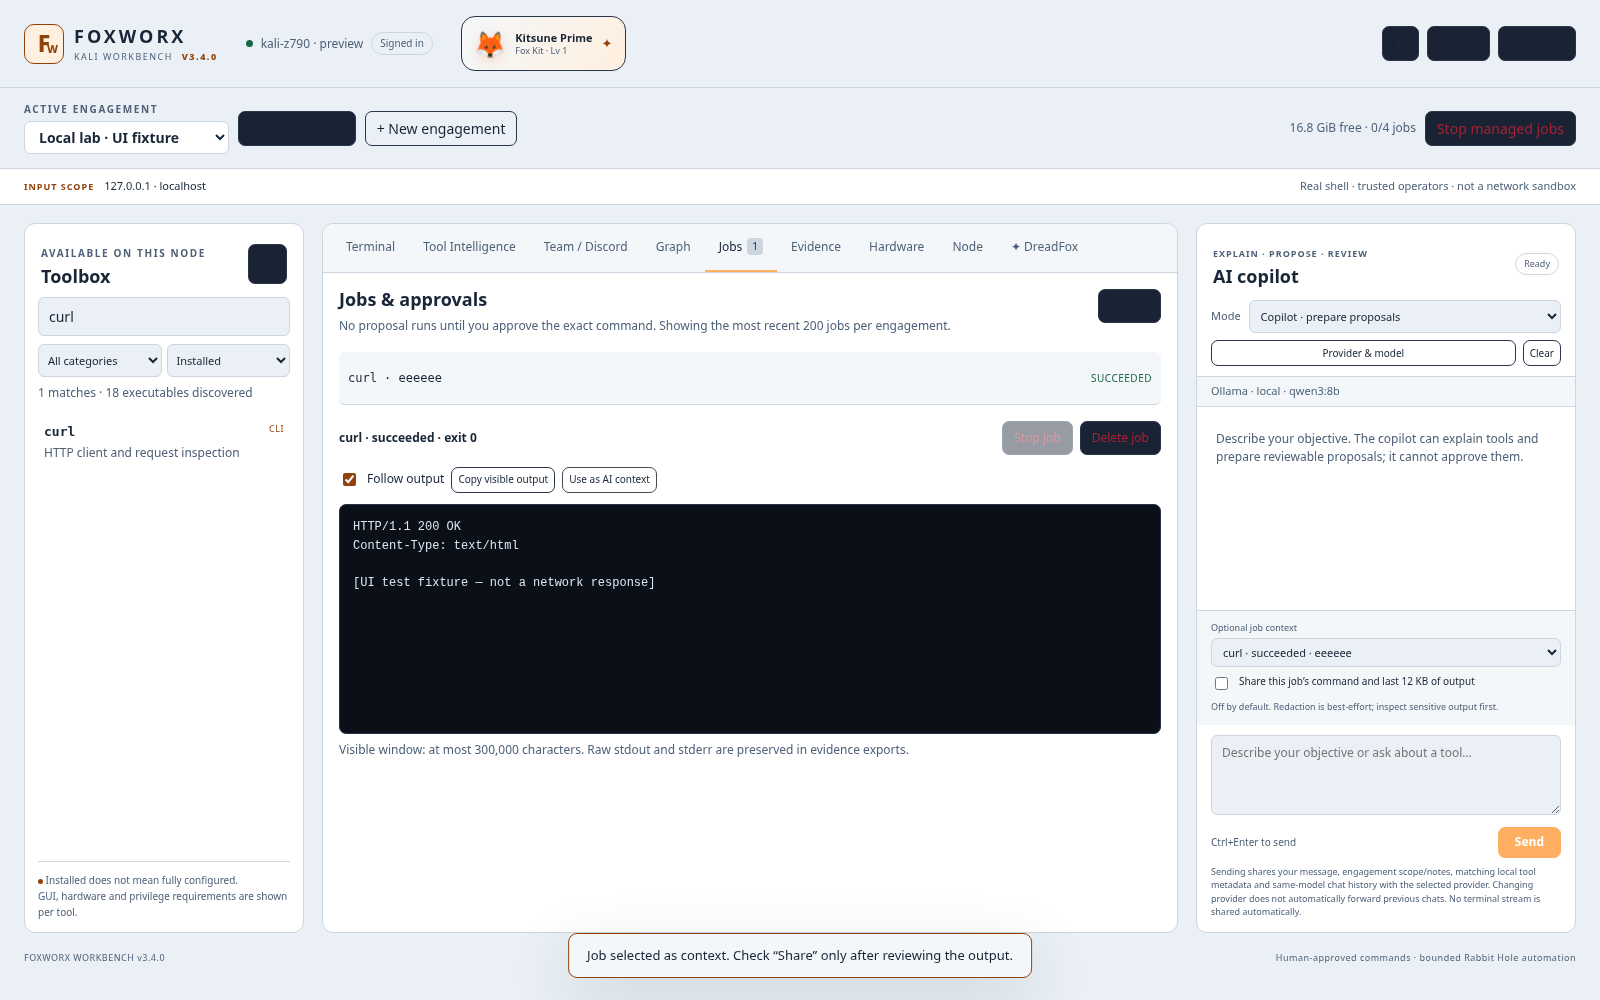 Fw
FOXWORX
KALI WORKBENCH V3.4.0
kali-z790 · preview
Signed in
Kitsune Prime
Fox Kit · Lv 1
ACTIVE ENGAGEMENT
Local lab · UI fixture
+ New engagement
16.8 GiB free · 0/4 jobs
Stop managed jobs
INPUT SCOPE 127.0.0.1 · localhost
Real shell · trusted operators · not a network sandbox
AVAILABLE ON THIS NODE
Toolbox
curl
All categories
Installed
1 matches · 18 executables discovered
curl
CLI
HTTP client and request inspection
Installed does not mean fully configured.
GUI, hardware and privilege requirements are shown
per tool.
Terminal
Tool Intelligence
Team / Discord
Graph
Jobs 1
Evidence
Hardware
Node
✦ DreadFox
Jobs & approvals
No proposal runs until you approve the exact command. Showing the most recent 200 jobs per engagement.
curl · eeeeee
SUCCEEDED
curl · succeeded · exit 0
Stop job
Delete job
Follow output
Copy visible output
Use as AI context
HTTP/1.1 200 OK
Content-Type: text/html
[UI test fixture — not a network response]
Visible window: at most 300,000 characters. Raw stdout and stderr are preserved in evidence exports.
EXPLAIN · PROPOSE · REVIEW
AI copilot
Ready
Mode
Copilot · prepare proposals
Provider & model
Clear
Ollama · local · qwen3:8b
Describe your objective. The copilot can explain tools and
prepare reviewable proposals; it cannot approve them.
Optional job context
curl · succeeded · eeeeee
Share this job’s command and last 12 KB of output
Off by default. Redaction is best-effort; inspect sensitive output first.
Describe your objective or ask about a tool…
Ctrl+Enter to send
Send
Sending shares your message, engagement scope/notes, matching local tool
metadata and same-model chat history with the selected provider. Changing
provider does not automatically forward previous chats. No terminal stream is
shared automatically.
Job selected as context. Check “Share” only after reviewing the output.
FOXWORX WORKBENCH v3.4.0
Human-approved commands · bounded Rabbit Hole automation